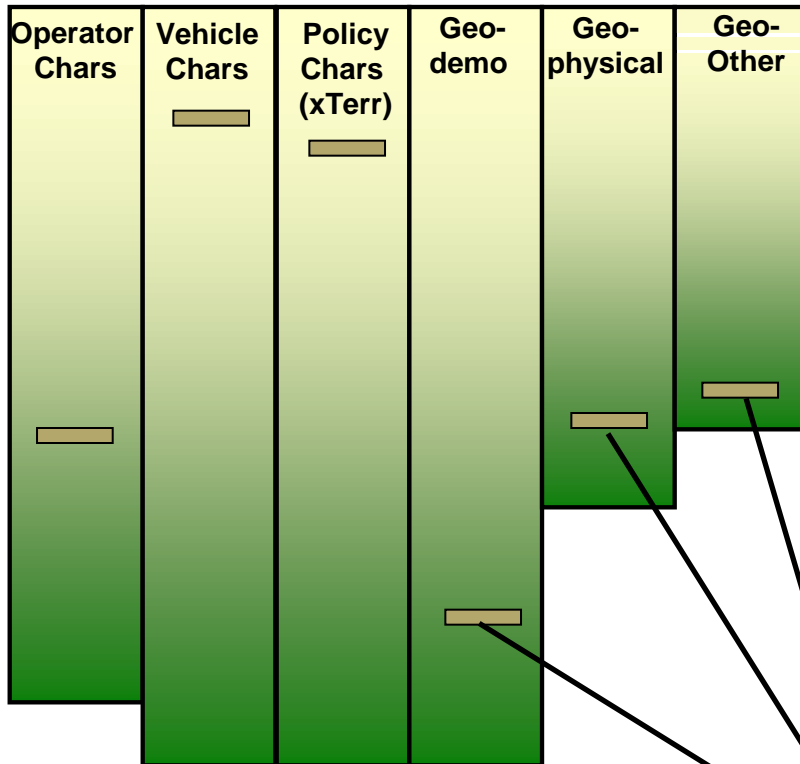 Operator
Chars
Vehicle
Chars
Policy
Chars
(xTerr)
Geo-
demo
Geo-
physical
Geo-
Other